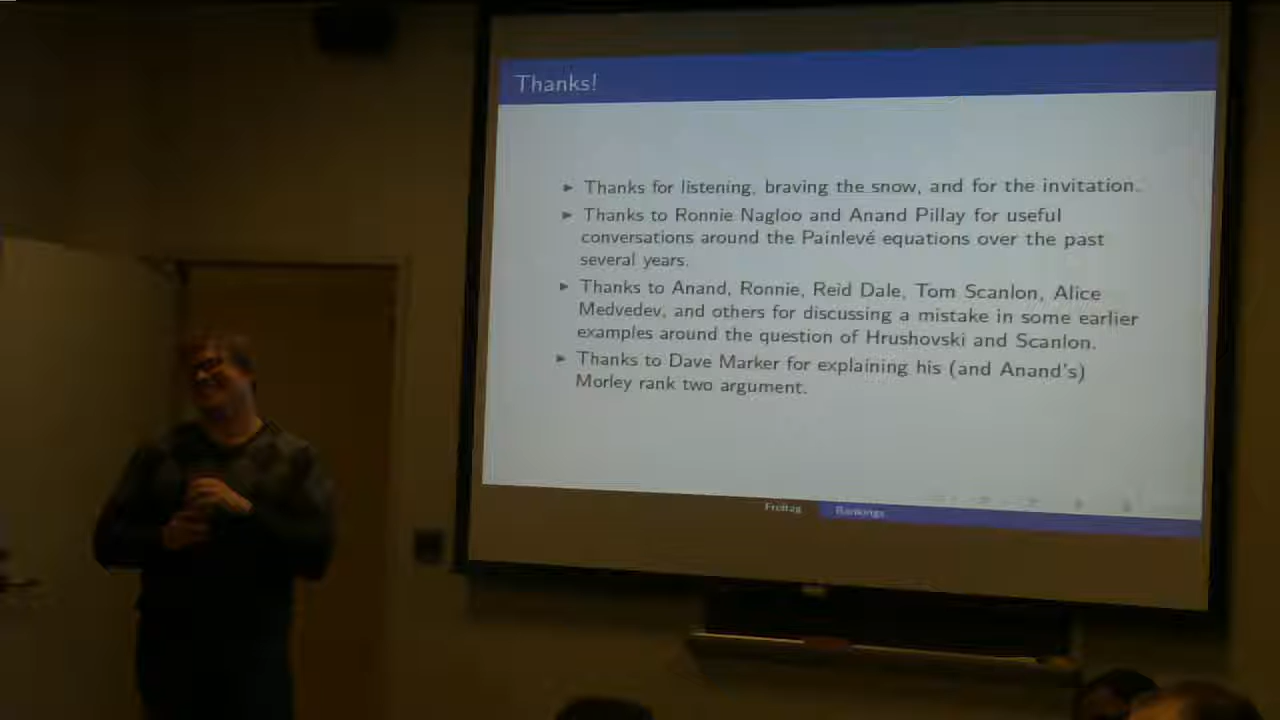 Thanks!
► Thanks for listening, braving the snow, and for the invitation.
► Thanks to Ronnie Nagloo and Anand Pillay for useful
conversations around the Painlevé equations over the past
several years.
► Thanks to Anand, Ronnie, Reid Dale, Tom Scanlon, Alice
Medvedev, and others for discussing a mistake in some earlier
examples around the question of Hrushovski and Scanlon.
► Thanks to Dave Marker for explaining his (and Anand's)
Morley rank two argument.
Freitag Rankings